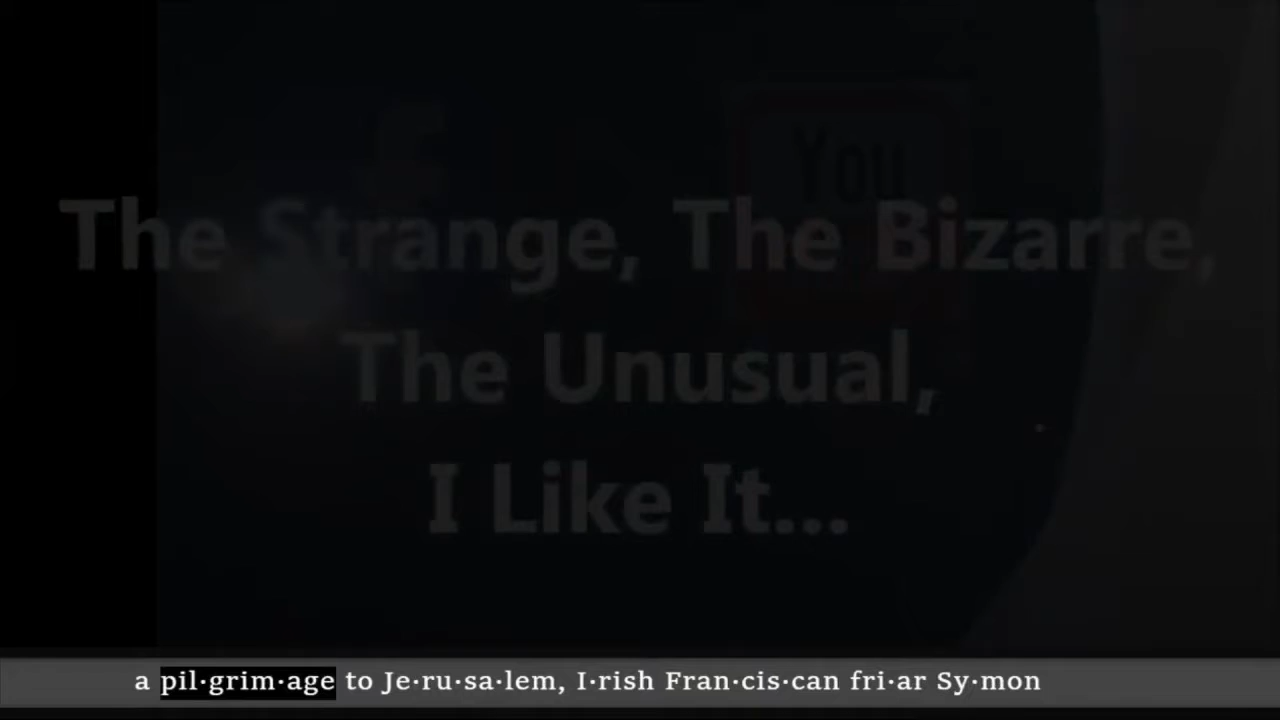 You
The Strange, The Bizarre,
The Unusual,
I Like It...
a pil·grim·age to Je·ru·sa·lem, I·rish Fran·cis·can fri·ar Sy·mon